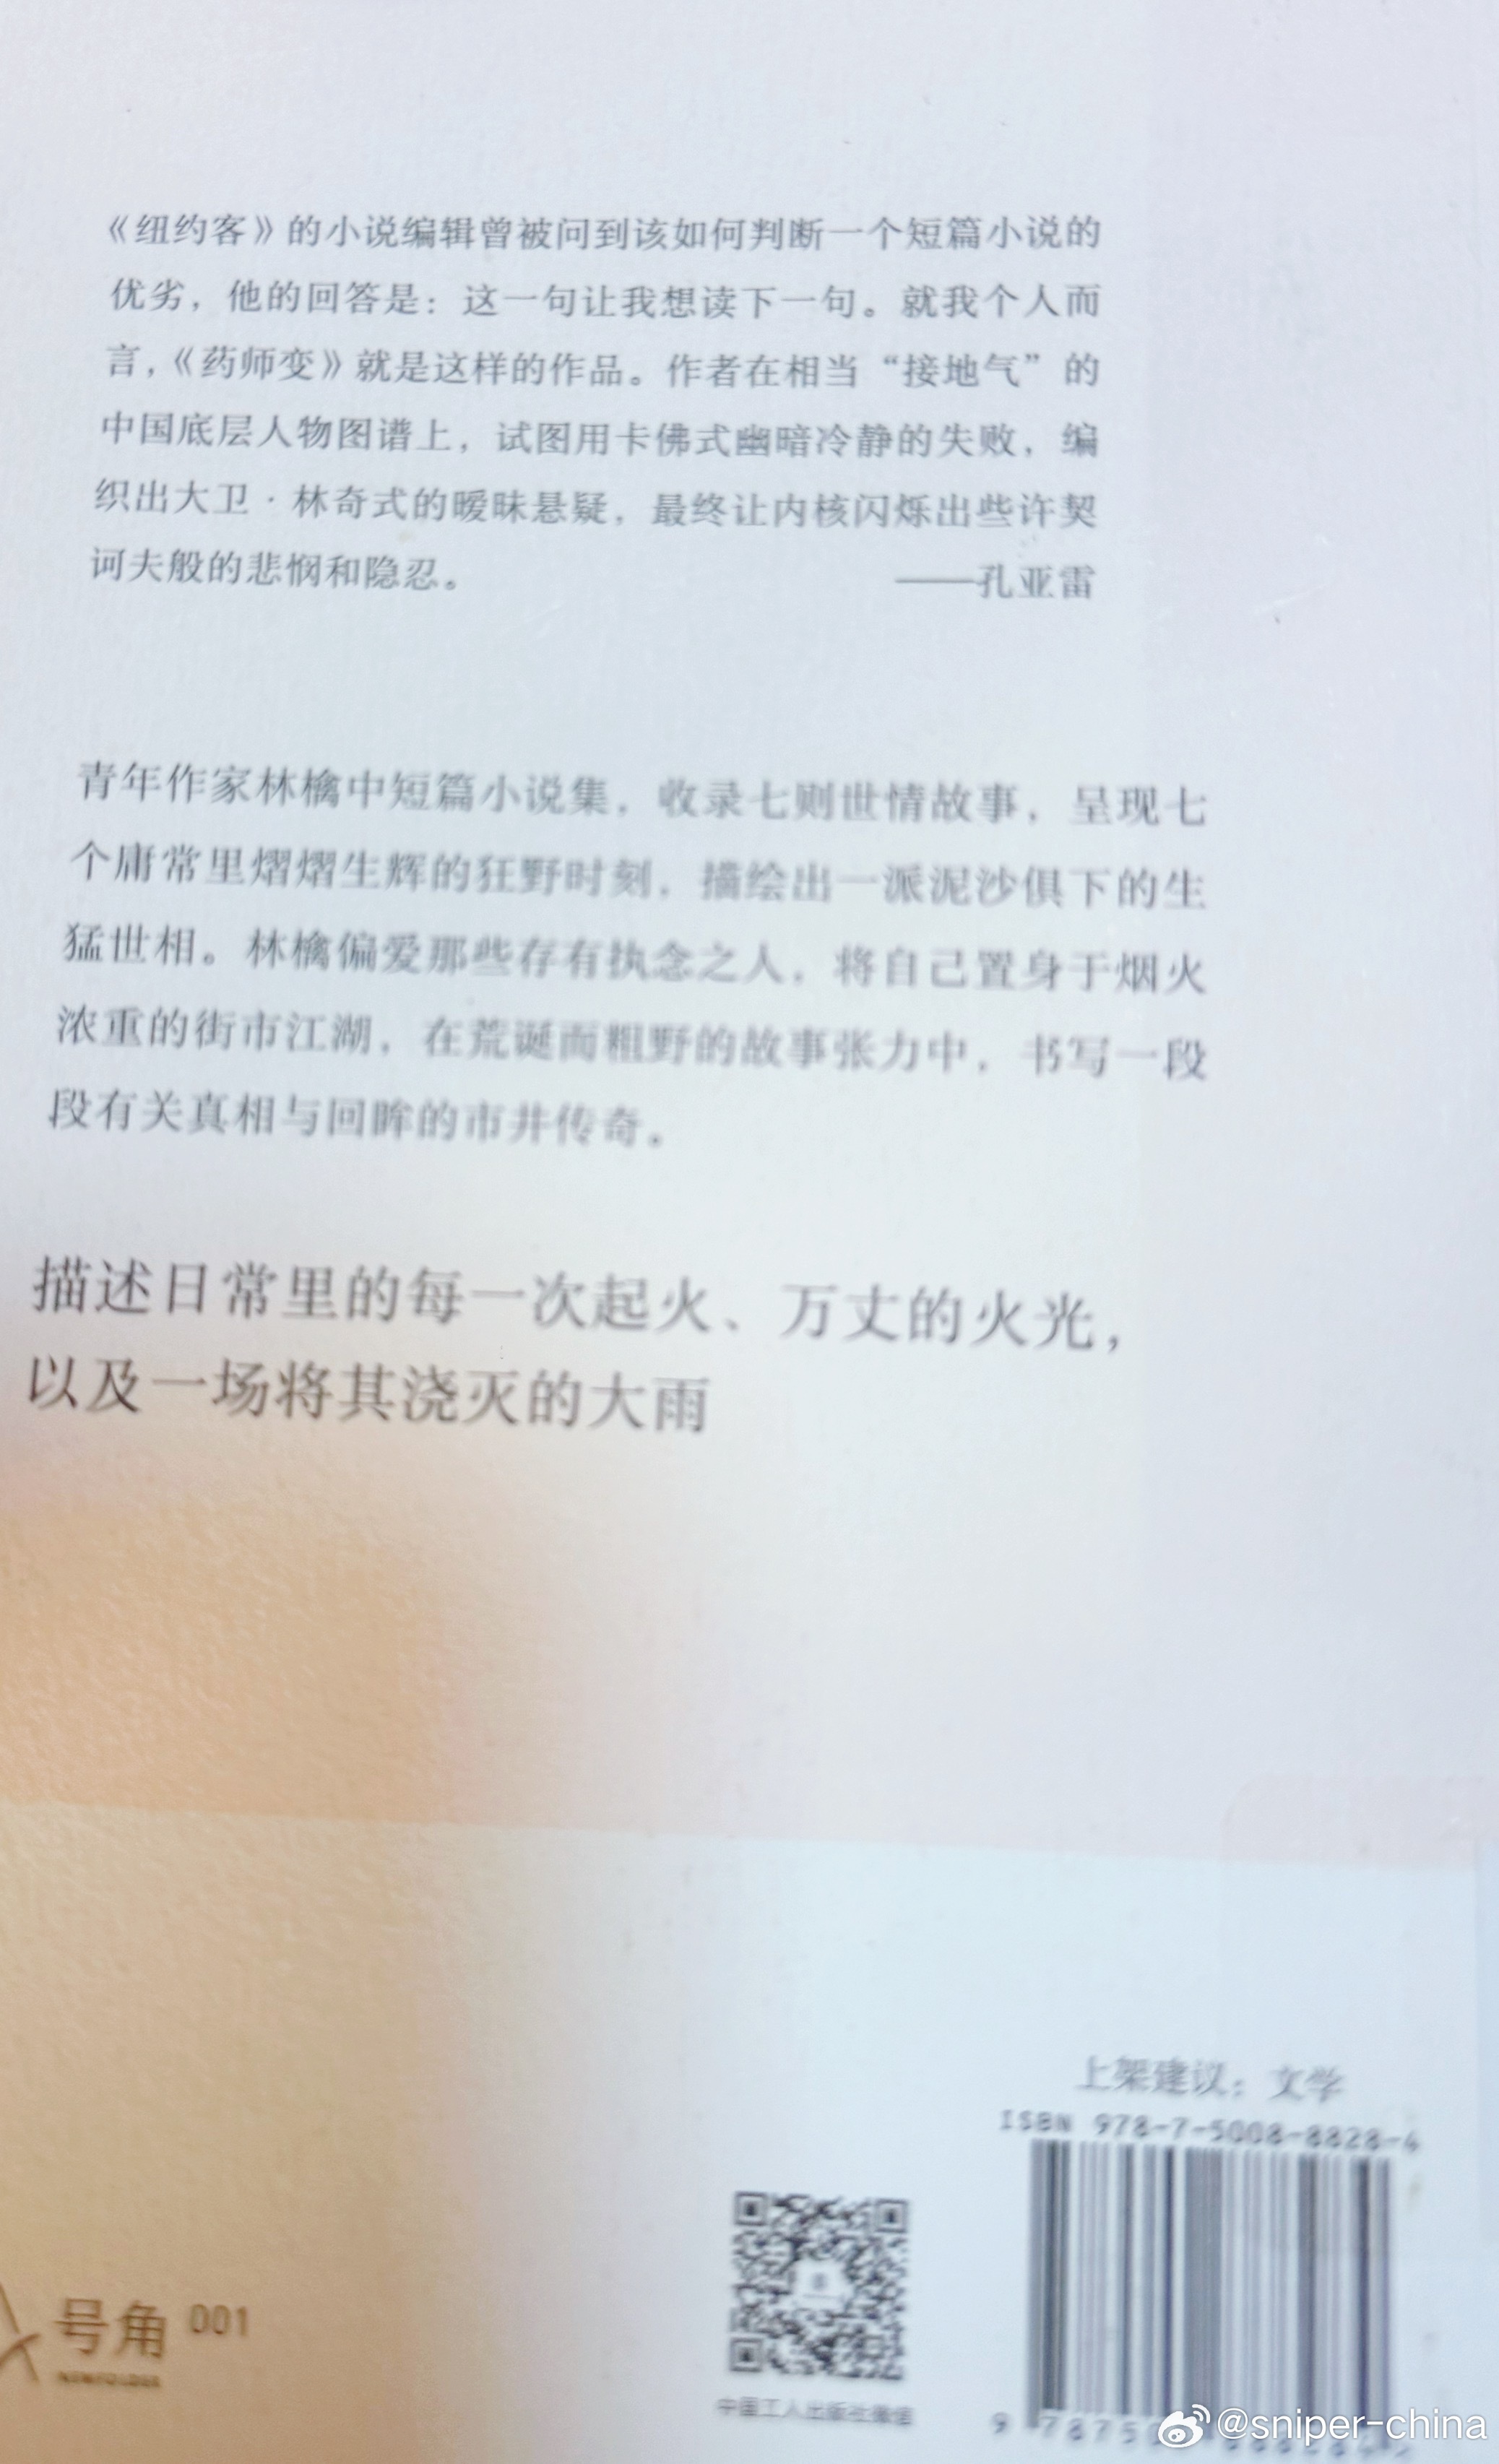 《纽约客》的小说编辑曾被问到该如何判断一个短篇小说的
优劣，他的回答是：这一句让我想读下一句。就我个人而
言，《药师变》就是这样的作品。作者在相当“接地气”的
中国底层人物图谱上，试图用卡佛式幽暗冷静的失败，编
织出大卫·林奇式的暧昧悬疑，最终让内核闪烁出些许契
诃夫般的悲悯和隐忍。
——孔亚雷
青年作家林檎中短篇小说集，收录七则世情故事，呈现七
个庸常里熠熠生辉的狂野时刻，描绘出一派泥沙俱下的生
猛世相。林檎偏爱那些存有执念之人，将自己置身于烟火
浓重的街市江湖，在荒诞而粗野的故事张力中，书写一段
段有关真相与回眸的市井传奇。
描述日常里的每一次起火、万丈的火光，
以及一场将其浇灭的大雨
上架建议：文学
ISBN 978-7-5008-8828-4
中国工人出版社微信
号角 001
@sniper-china